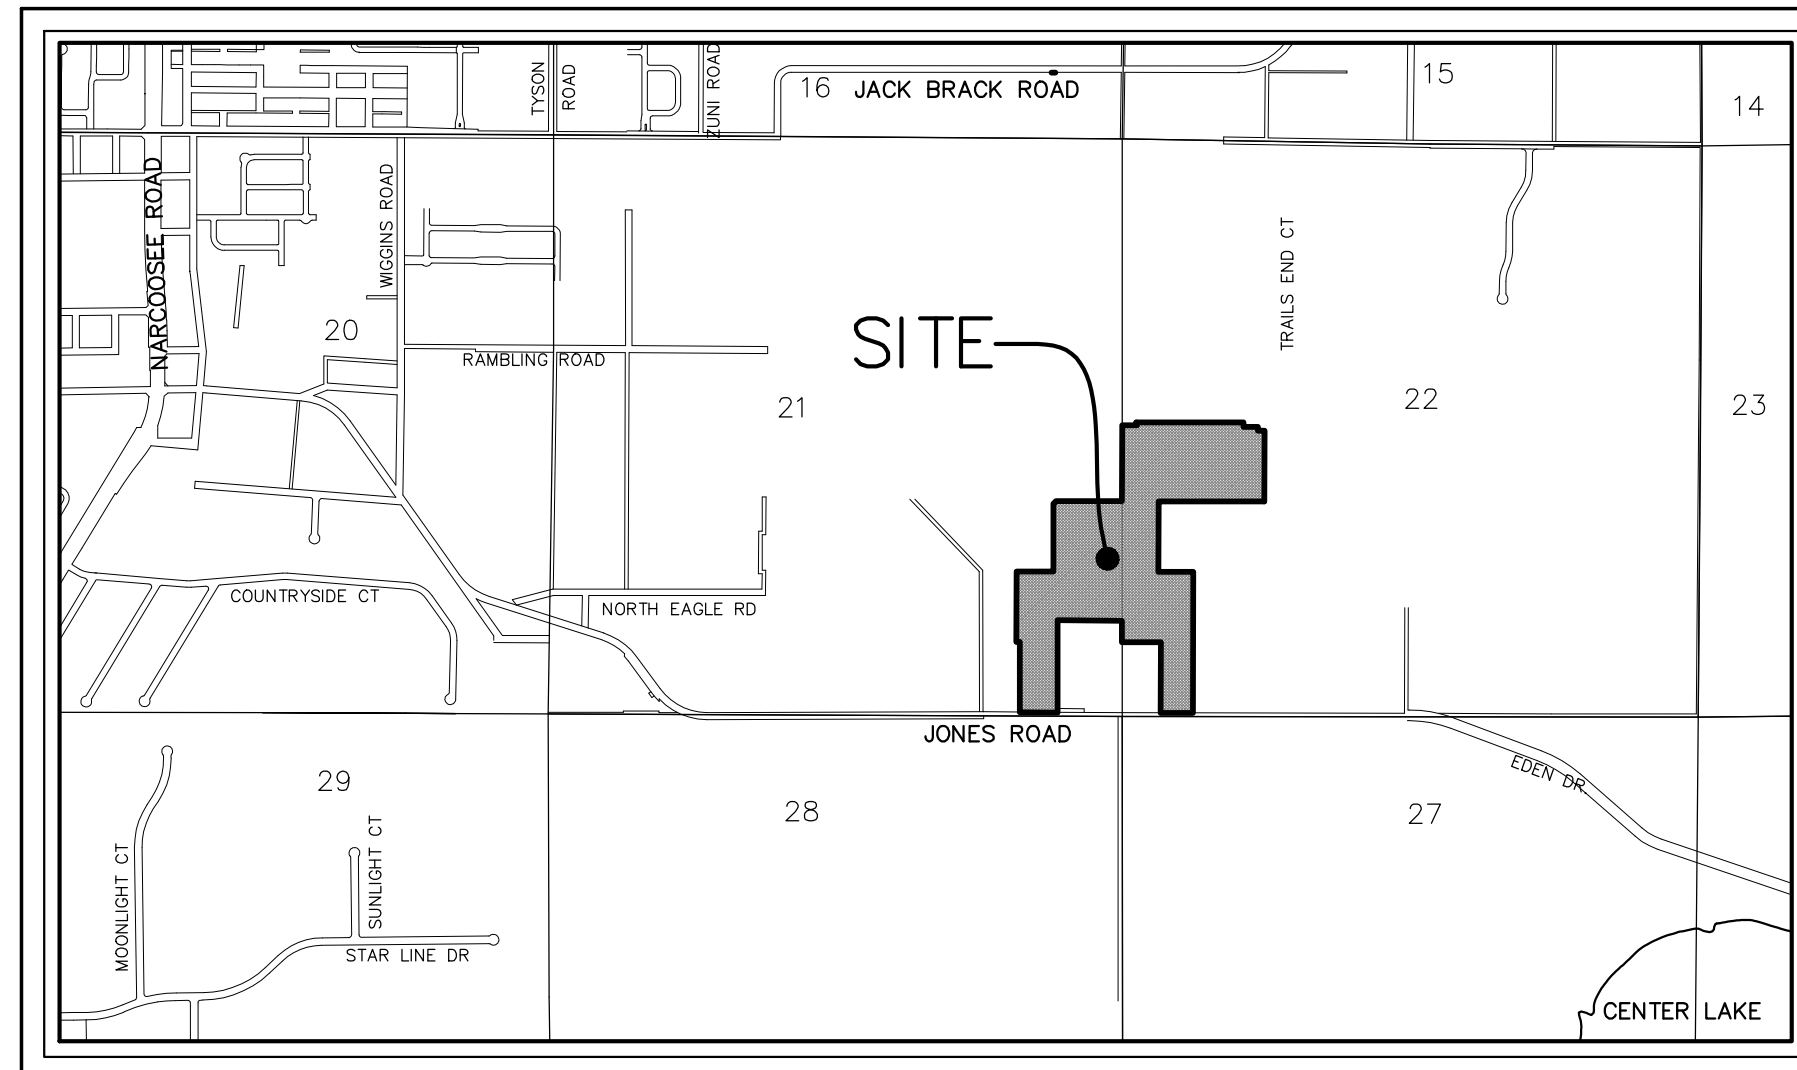 TYSON
ROAD
ZUNI ROAD
16
JACK BRACK ROAD
15
14
NARCOOSEE ROAD
WIGGINS ROAD
TRAILS END CT
20
RAMBLING ROAD
SITE
21
22
23
COUNTRYSIDE CT
NORTH EAGLE RD
JONES ROAD
29
28
27
EDEN DR.
MOONLIGHT CT
SUNLIGHT CT
STAR LINE DR
CENTER LAKE